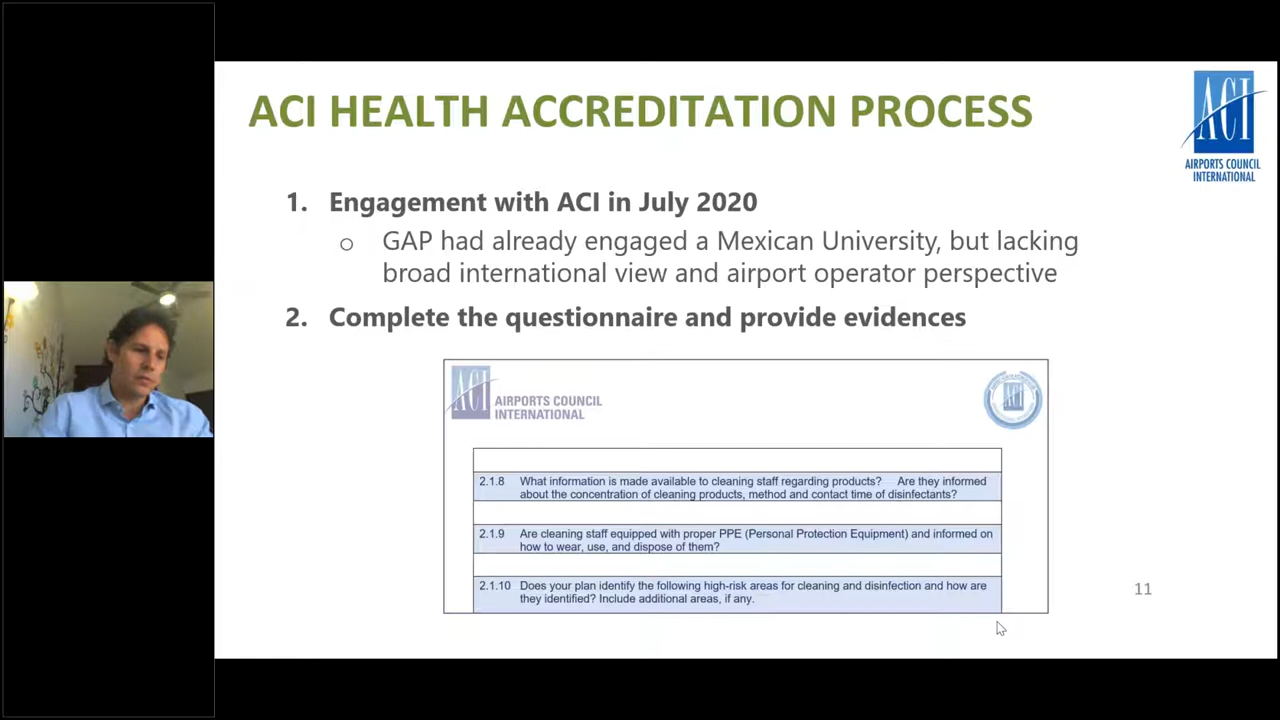 ACI HEALTH ACCREDITATION PROCESS
ACI
AIRPORTS COUNCIL
INTERNATIONAL
1. Engagement with ACI in July 2020
o GAP had already engaged a Mexican University, but lacking
broad international view and airport operator perspective
2. Complete the questionnaire and provide evidences
ACI
AIRPORTS COUNCIL
INTERNATIONAL
ACI
2.1.8 What information is made available to cleaning staff regarding products? Are they informed
about the concentration of cleaning products, method and contact time of disinfectants?
2.1.9 Are cleaning staff equipped with proper PPE (Personal Protection Equipment) and informed on
how to wear, use, and dispose of them?
2.1.10 Does your plan identify the following high-risk areas for cleaning and disinfection and how are
they identified? Include additional areas, if any.
11